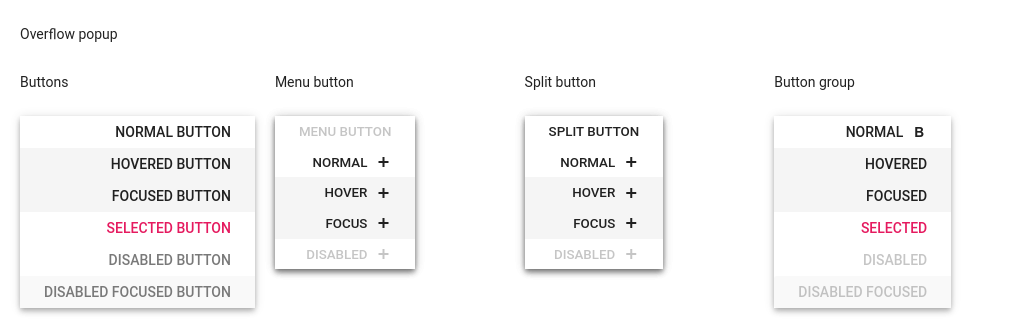 Overflow popup
Buttons
Menu button
Split button
Button group
NORMAL BUTTON
HOVERED BUTTON
FOCUSED BUTTON
SELECTED BUTTON
DISABLED BUTTON
DISABLED FOCUSED BUTTON
MENU BUTTON
NORMAL +
HOVER +
FOCUS +
DISABLED +
SPLIT BUTTON
NORMAL +
HOVER +
FOCUS +
DISABLED +
NORMAL B
HOVERED
FOCUSED
SELECTED
DISABLED
DISABLED FOCUSED